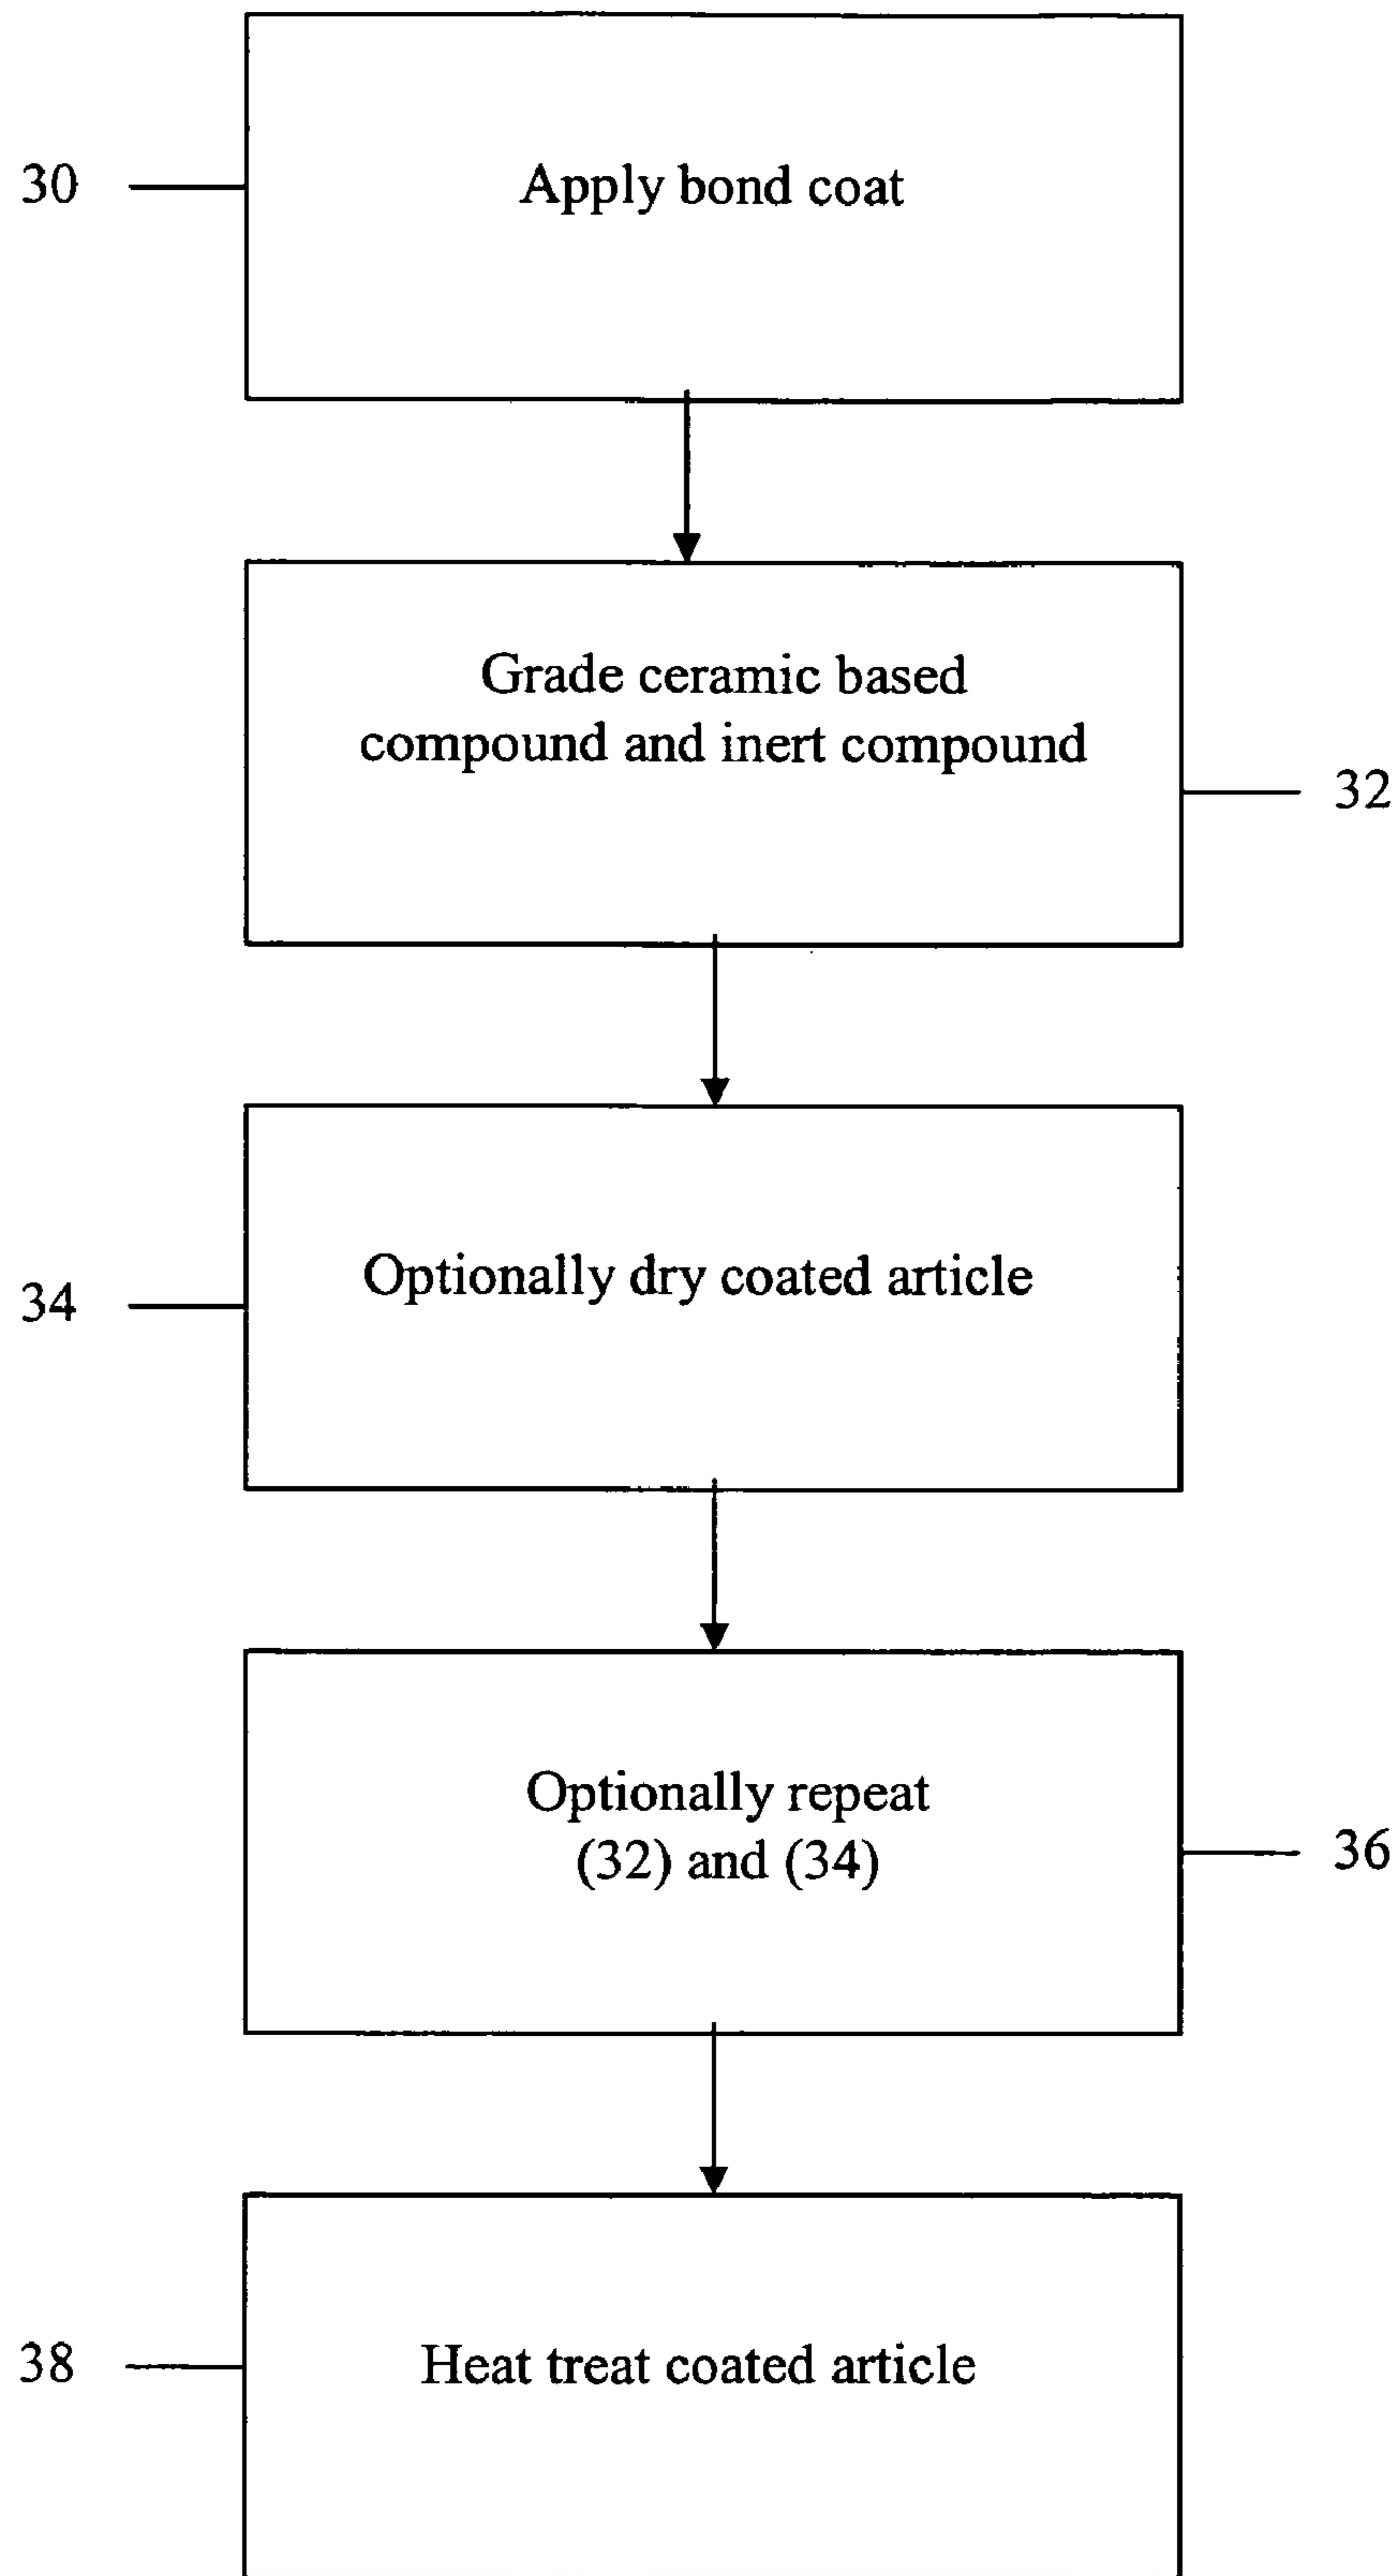 30
Apply bond coat
Grade ceramic based
compound and inert compound
32
Optionally dry coated article
34
Optionally repeat
(32) and (34)
36
38
Heat treat coated article